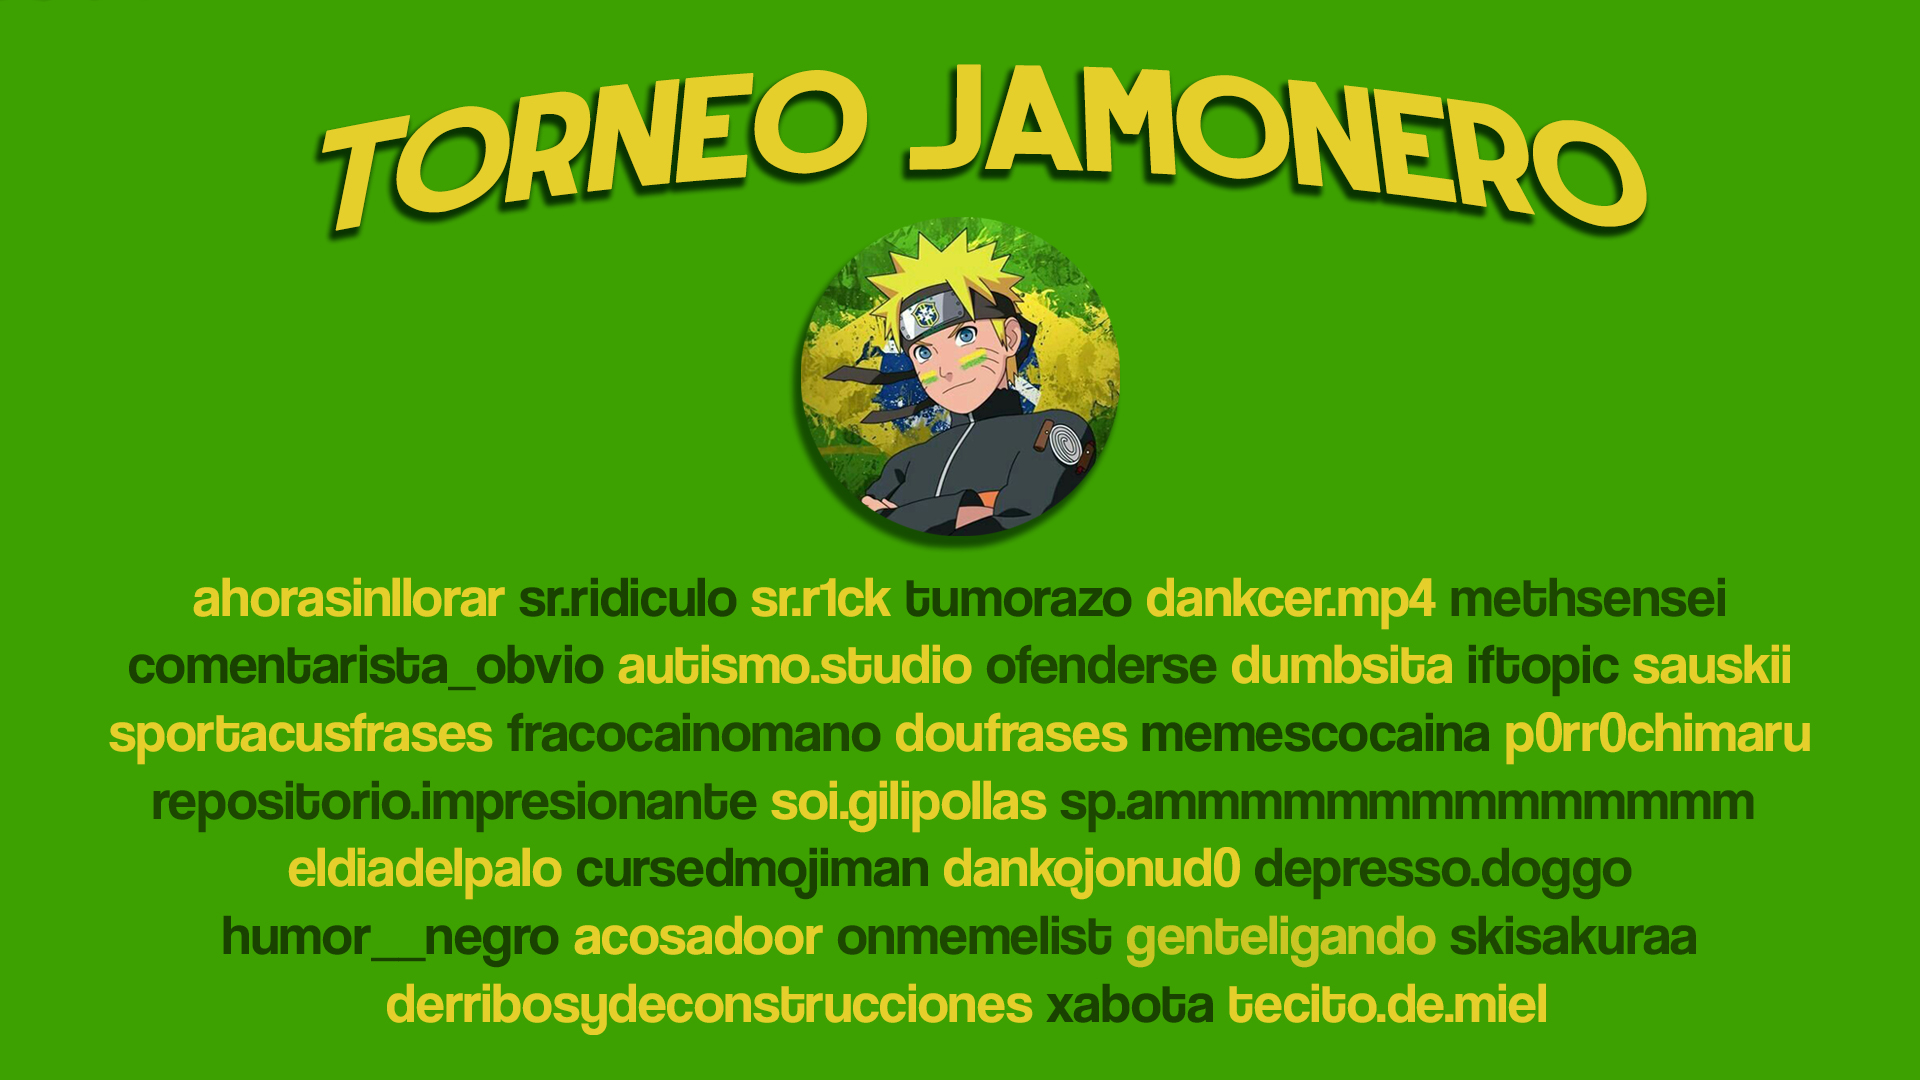 TORNEO JAMONERO
ahorasinllorar sr.ridiculo sr.r1ck tumorazo dankcer.mp4 methsensei
comentarista_obvio autismo.studio ofenderse dumbsita iftopic sauskii
sportacusfrases fracocainomano doufrases memescocaina p0rr0chimaru
repositorio.impresionante soi.gilipollas sp.ammmmmmmmmmmmmm
eldiadelpalo cursedmojiman dankojonud0 depresso.doggo
humor__negro acosadoor onmemelist genteligando skisakuraa
derribosydeconstrucciones xabota tecito.de.miel